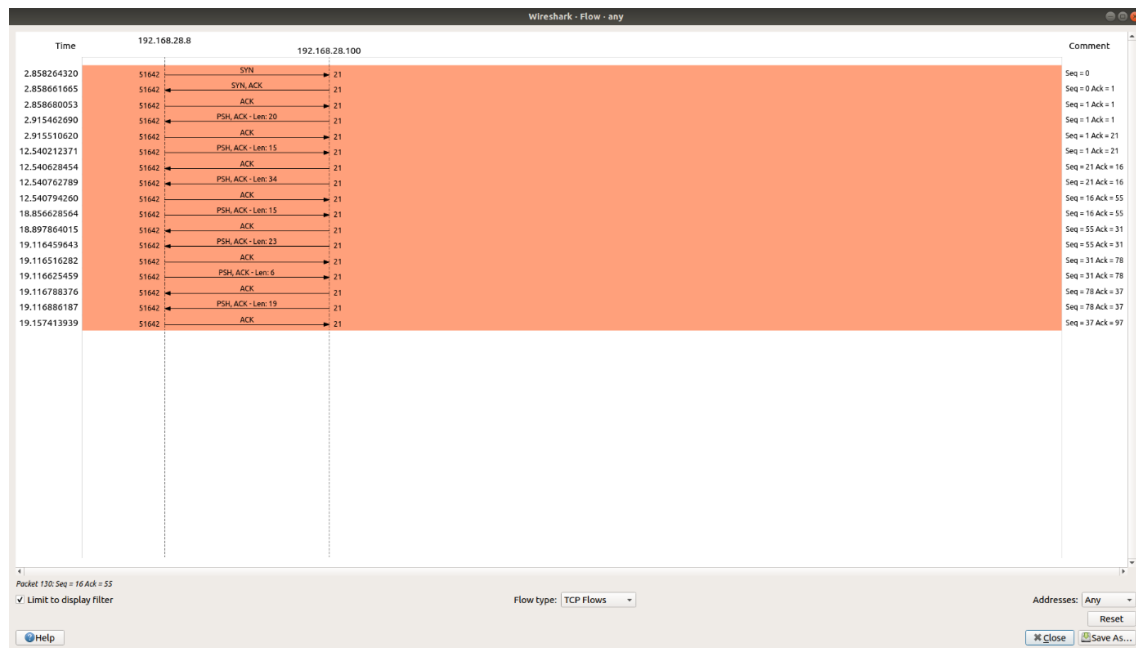 Wireshark · Flow · any
Time 192.168.28.8 192.168.28.100 Comment
2.858264320 51642 SYN 21 Seq = 0
2.858661665 51642 SYN, ACK 21 Seq = 0 Ack = 1
2.858680053 51642 ACK 21 Seq = 1 Ack = 1
2.915462690 51642 PSH, ACK - Len: 20 21 Seq = 1 Ack = 1
2.915510620 51642 ACK 21 Seq = 1 Ack = 21
12.540212371 51642 PSH, ACK - Len: 15 21 Seq = 1 Ack = 21
12.540628454 51642 ACK 21 Seq = 21 Ack = 16
12.540762789 51642 PSH, ACK - Len: 34 21 Seq = 21 Ack = 16
12.540794260 51642 ACK 21 Seq = 16 Ack = 55
18.856628564 51642 PSH, ACK - Len: 15 21 Seq = 16 Ack = 55
18.897864015 51642 ACK 21 Seq = 55 Ack = 31
19.116459643 51642 PSH, ACK - Len: 23 21 Seq = 55 Ack = 31
19.116516282 51642 ACK 21 Seq = 31 Ack = 78
19.116625459 51642 PSH, ACK - Len: 6 21 Seq = 31 Ack = 78
19.116788376 51642 ACK 21 Seq = 78 Ack = 37
19.116886187 51642 PSH, ACK - Len: 19 21 Seq = 78 Ack = 37
19.157413939 51642 ACK 21 Seq = 37 Ack = 97
Packet 130: Seq = 16 Ack = 55
Limit to display filter Flow type: TCP Flows Addresses: Any
Reset
Help Close Save As...